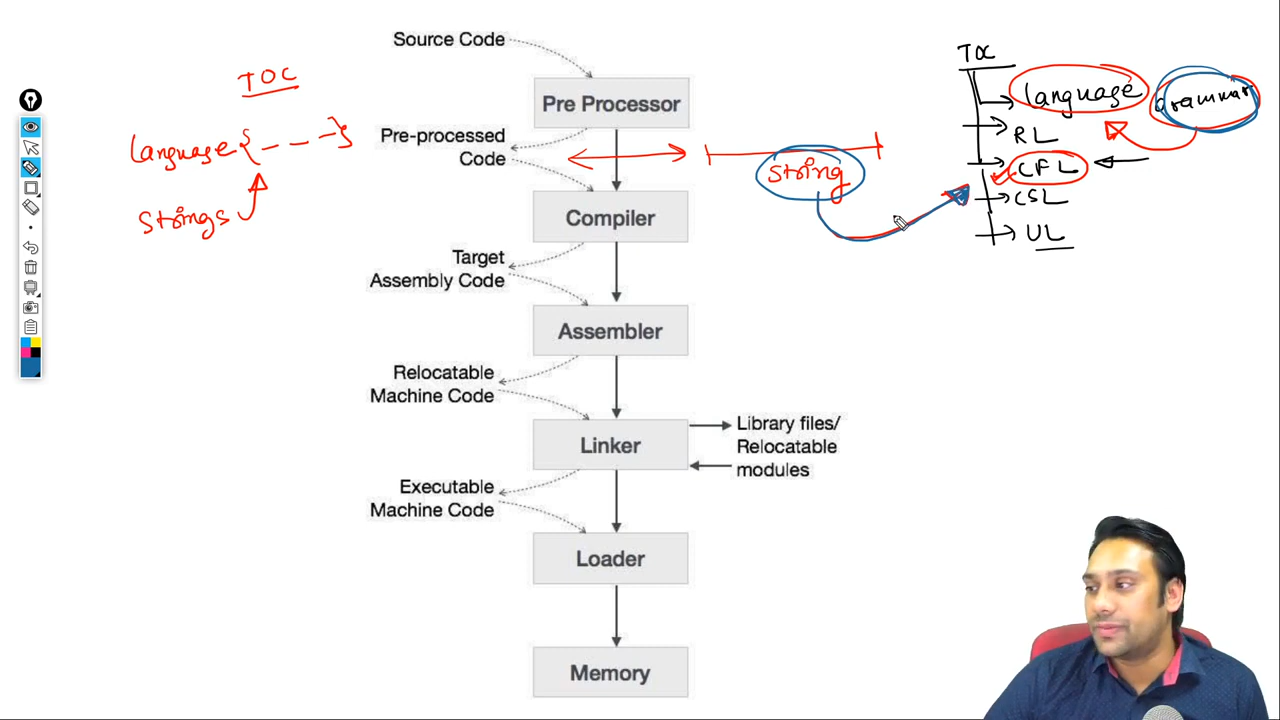 Source Code
Pre Processor
Pre-processed
Code
Compiler
Target
Assembly Code
Assembler
Relocatable
Machine Code
Linker
Library files/
Relocatable
modules
Executable
Machine Code
Loader
Memory
TOC
Language { - - - }
Strings
String
TOC
Language
Grammar
RL
CFL
CSL
UL